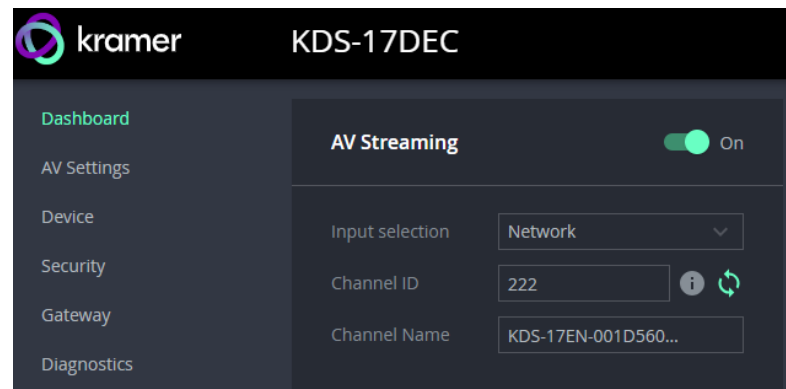 kramer
KDS-17DEC
Dashboard
AV Settings
Device
Security
Gateway
Diagnostics
AV Streaming
On
Input selection
Network
Channel ID
222
i
Channel Name
KDS-17EN-001D560...